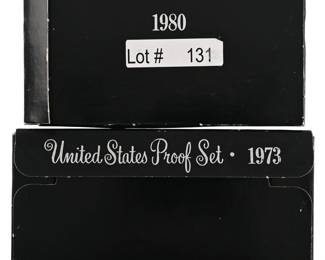 1980
Lot # 131
United States Proof Set · 1973